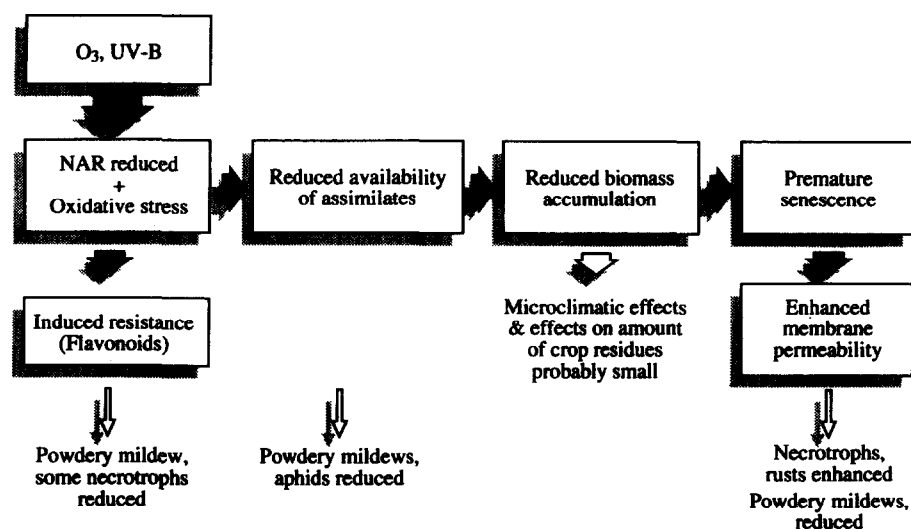 O₃, UV-B
NAR reduced
+
Oxidative stress
Reduced availability
of assimilates
Reduced biomass
accumulation
Premature
senescence
Induced resistance
(Flavonoids)
Microclimatic effects
& effects on amount
of crop residues
probably small
Enhanced
membrane
permeability
Powdery mildew,
some necrotrophs
reduced
Powdery mildews,
aphids reduced
Necrotrophs,
rusts enhanced
Powdery mildews,
reduced